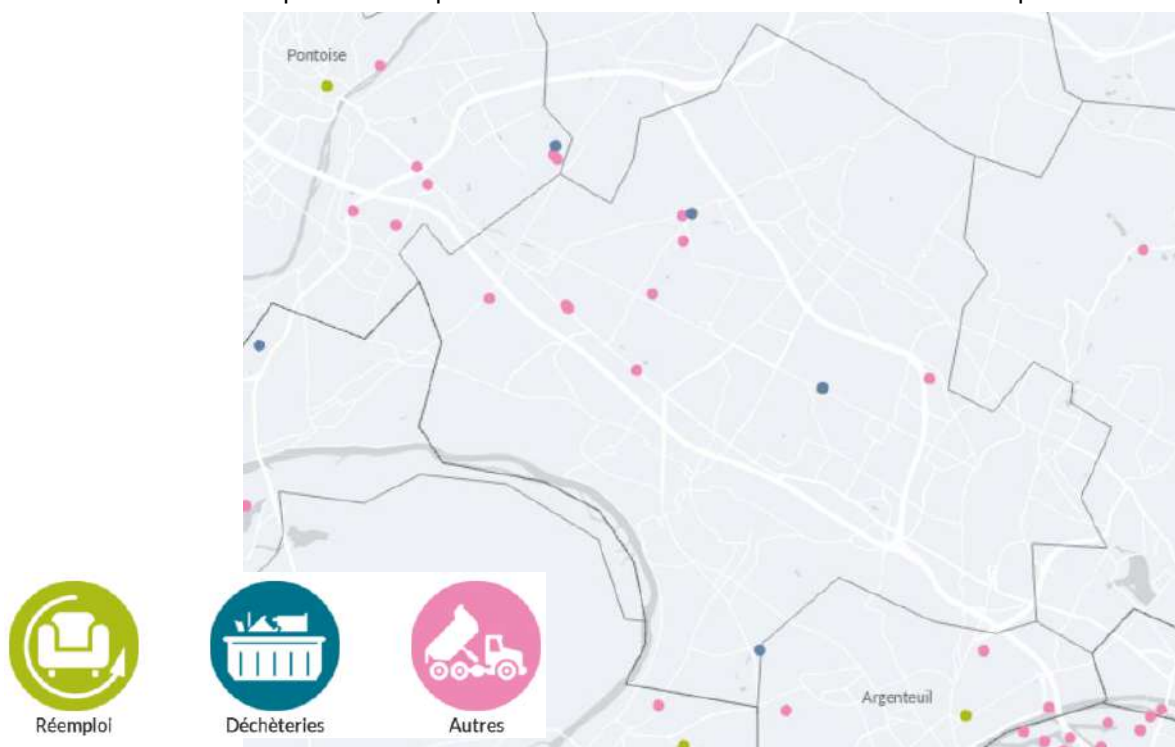 Pontoise
Argenteuil
Réemploi
Déchèteries
Autres